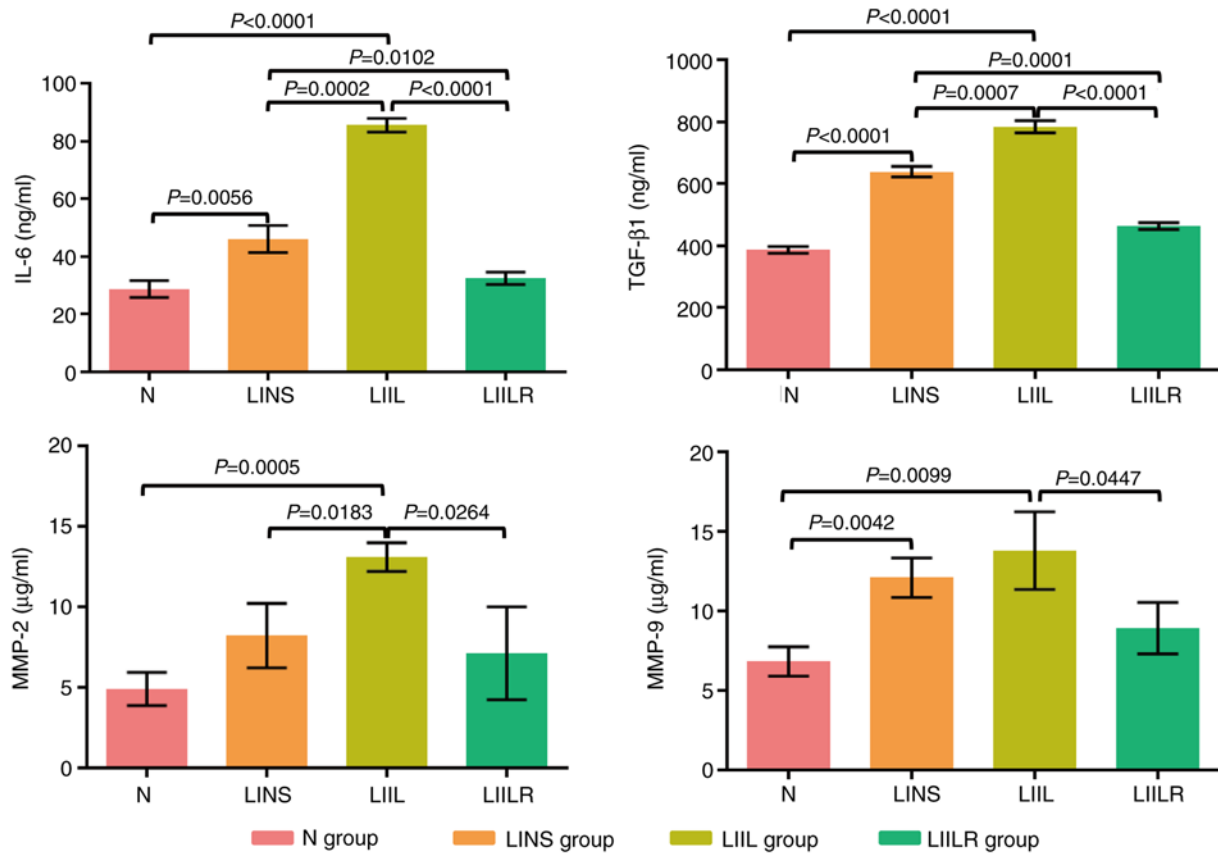 P<0.0001
P=0.0102
P=0.0002
P<0.0001
P=0.0056
IL-6 (ng/ml)
100
80
60
40
20
0
N
LINS
LIIL
LIILR
P<0.0001
P=0.0001
P=0.0007
P<0.0001
P<0.0001
TGF-β1 (ng/ml)
1000
800
600
400
200
0
N
LINS
LIIL
LIILR
P=0.0005
P=0.0183
P=0.0264
MMP-2 (μg/ml)
20
15
10
5
0
N
LINS
LIIL
LIILR
P=0.0099
P=0.0447
P=0.0042
MMP-9 (μg/ml)
20
15
10
5
0
N
LINS
LIIL
LIILR
N group
LINS group
LIIL group
LIILR group